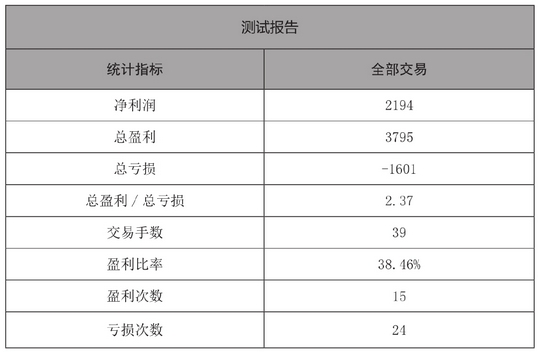 测试报告
统计指标 全部交易
净利润 2194
总盈利 3795
总亏损 -1601
总盈利 / 总亏损 2.37
交易手数 39
盈利比率 38.46%
盈利次数 15
亏损次数 24